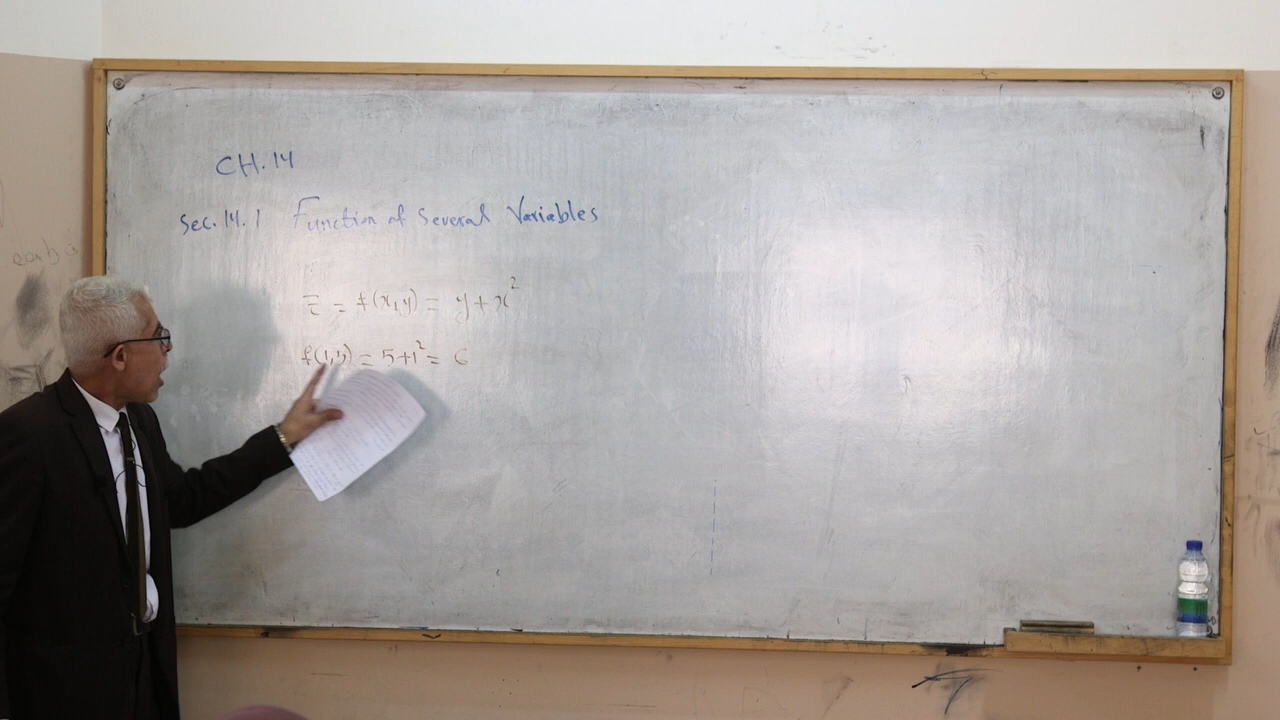 CH.14
Sec. 14.1 Function of Several Variables
z = f(x,y) = y + x²
f(1,5) = 5+1² = 6